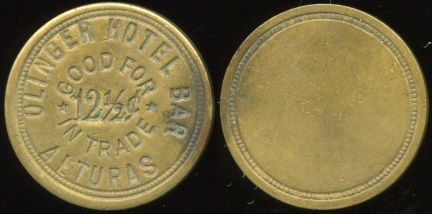 OLINGER HOTEL BAR
GOOD FOR
12½¢
IN TRADE
ALTURAS